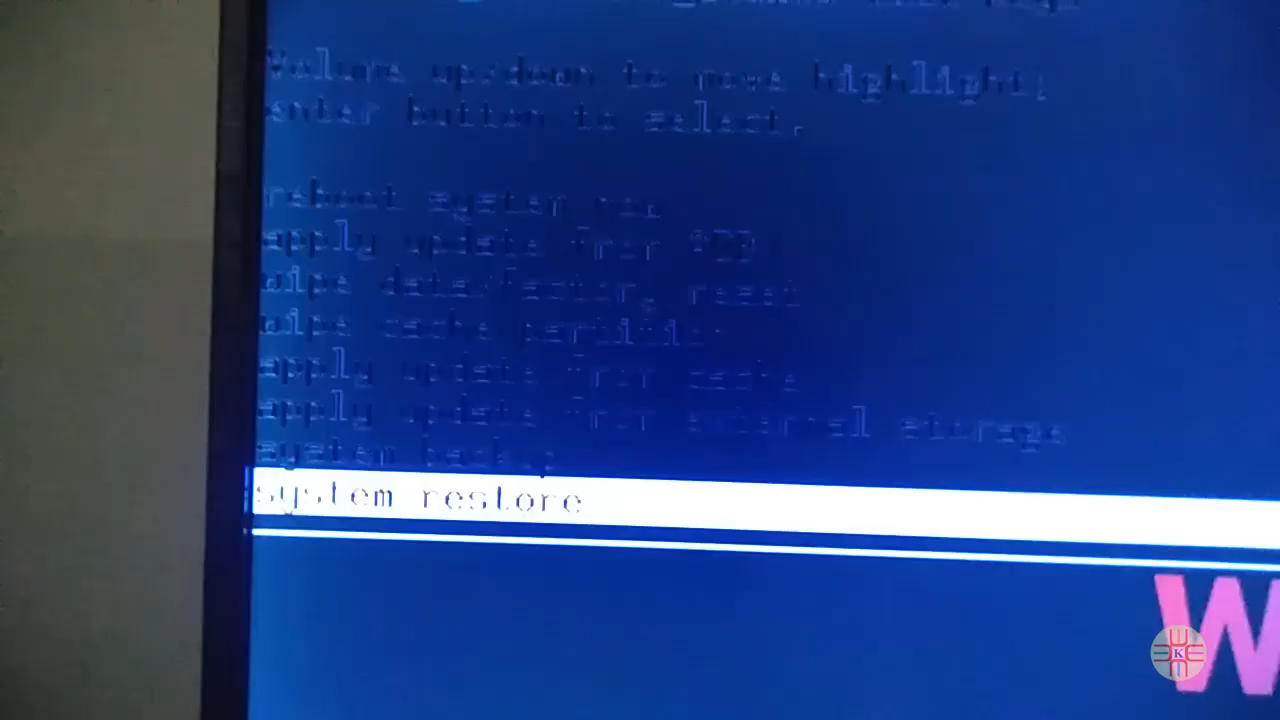 Volume up/down to move highlight;
enter button to select.
reboot system now
apply update from
wipe data/factory reset
wipe cache partition
apply update from cache
apply update from external storage
system backup
system restore
W
K